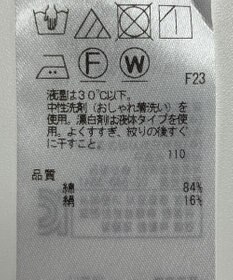 F W
F23
液温は30℃以下。
中性洗剤(おしゃれ着洗い)を
使用。漂白剤は液体タイプを使
用。よくすすぎ、絞りの後すぐ
に干すこと。
110
品質
綿 84%
絹 16%